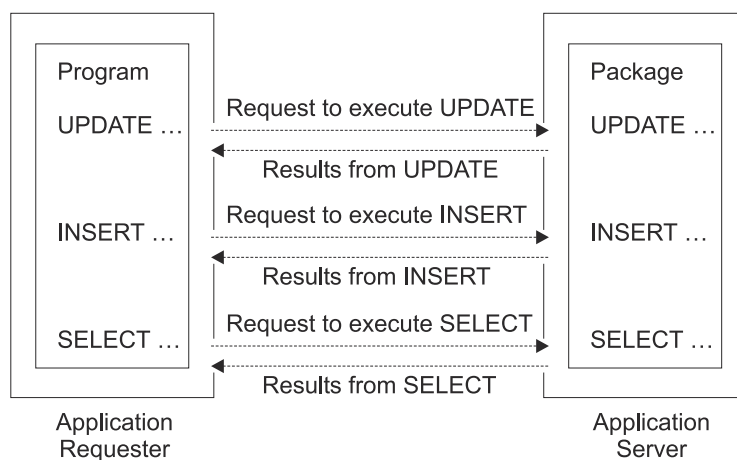 Program
UPDATE …
INSERT …
SELECT …
Request to execute UPDATE
Results from UPDATE
Request to execute INSERT
Results from INSERT
Request to execute SELECT
Results from SELECT
Package
UPDATE …
INSERT …
SELECT …
Application
Requester
Application
Server